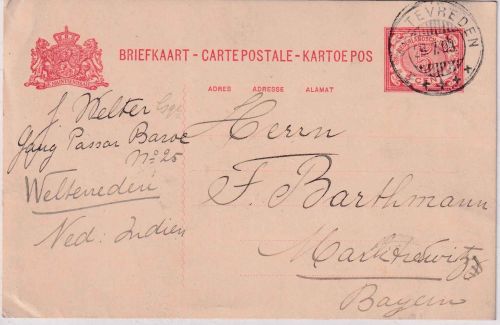 BRIEFKAART - CARTE POSTALE - KARTOE POS
ADRES ADRESSE ALAMAT
J. Welter
Gang Passar Baroe
No 25
Weltevreden
Ned: Indien
Herrn
F. Barthmann
Marktredwitz
Bayern